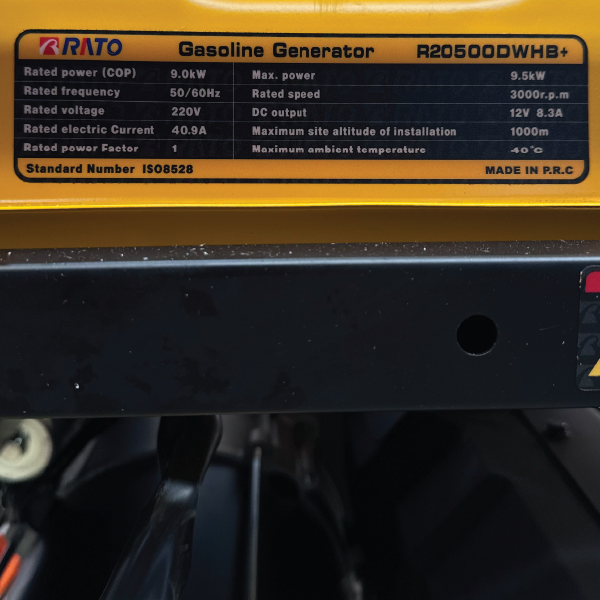 RATO Gasoline Generator R20500DWHB+
Rated power (COP) 9.0kW Max. power 9.5kW
Rated frequency 50/60Hz Rated speed 3000r.p.m
Rated voltage 220V DC output 12V 8.3A
Rated electric Current 40.9A Maximum site altitude of installation 1000m
Rated power Factor 1 Maximum ambient temperature 40°C
Standard Number ISO8528 MADE IN P.R.C